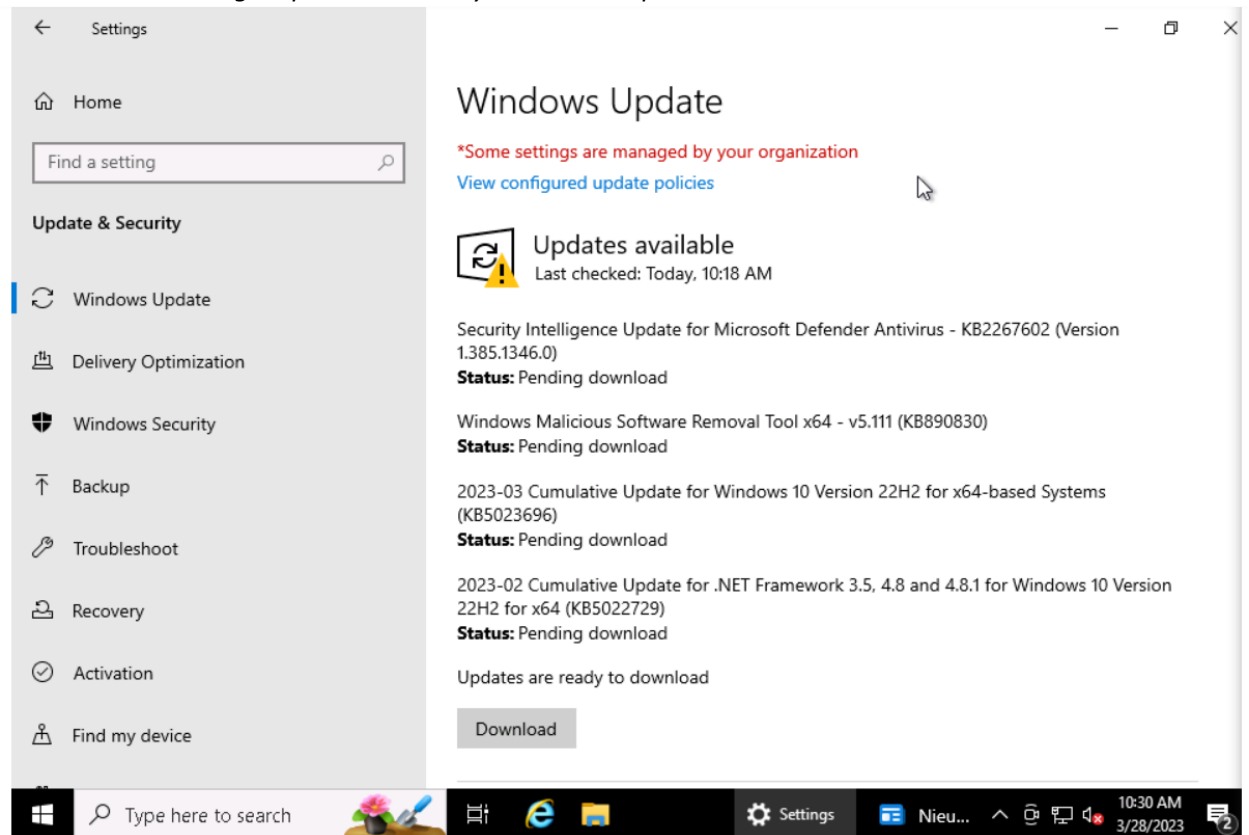 Settings
Home
Find a setting
Update & Security
Windows Update
Delivery Optimization
Windows Security
Backup
Troubleshoot
Recovery
Activation
Find my device
Windows Update
*Some settings are managed by your organization
View configured update policies
Updates available
Last checked: Today, 10:18 AM
Security Intelligence Update for Microsoft Defender Antivirus - KB2267602 (Version
1.385.1346.0)
Status: Pending download
Windows Malicious Software Removal Tool x64 - v5.111 (KB890830)
Status: Pending download
2023-03 Cumulative Update for Windows 10 Version 22H2 for x64-based Systems
(KB5023696)
Status: Pending download
2023-02 Cumulative Update for .NET Framework 3.5, 4.8 and 4.8.1 for Windows 10 Version
22H2 for x64 (KB5022729)
Status: Pending download
Updates are ready to download
Download
Type here to search
Settings
Nieu...
10:30 AM
3/28/2023
2